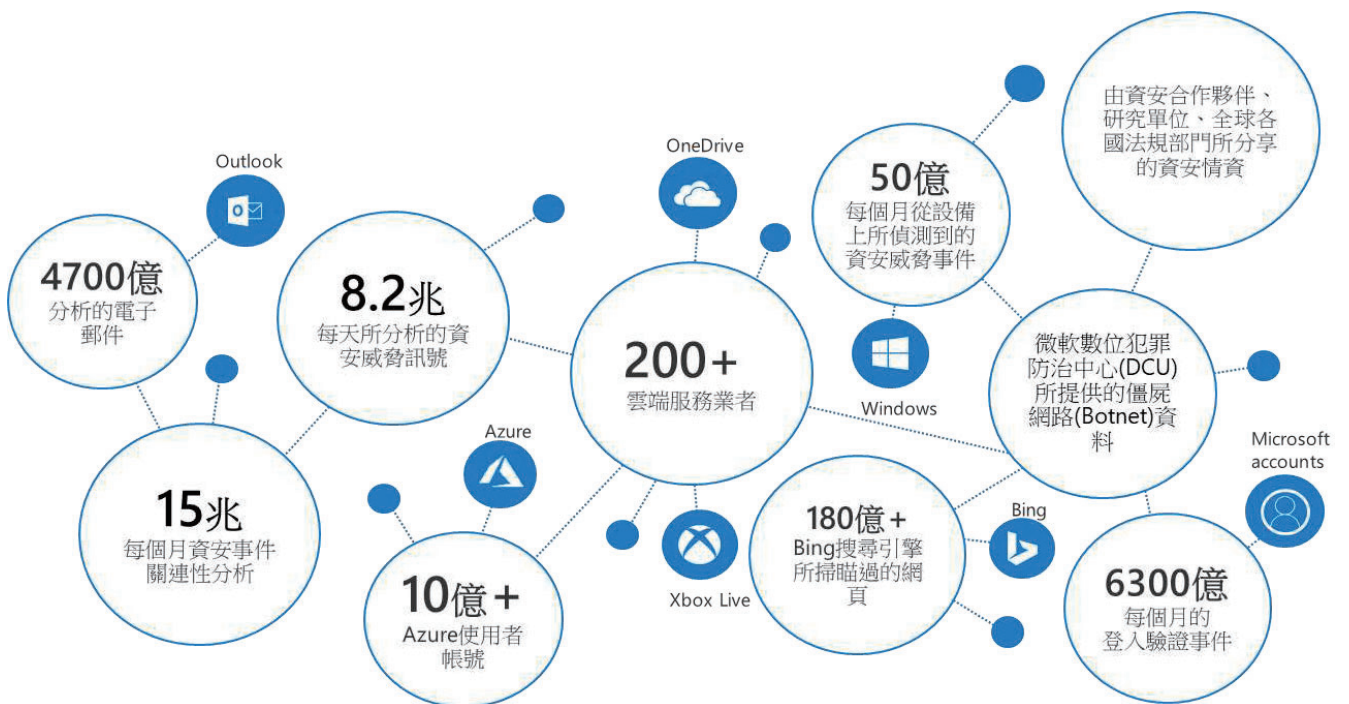 Outlook
4700億
分析的電子
郵件
8.2兆
每天所分析的資
安威脅訊號
15兆
每個月資安事件
關連性分析
OneDrive
200+
雲端服務業者
Azure
10億+
Azure使用者
帳號
Xbox Live
50億
每個月從設備
上所偵測到的
資安威脅事件
Windows
由資安合作夥伴、
研究單位、全球各
國法規部門所分享
的資安情資
微軟數位犯罪
防治中心(DCU)
所提供的僵屍
網路(Botnet)資
料
180億+
Bing搜尋引擎
所掃瞄過的網
頁
Bing
Microsoft
accounts
6300億
每個月的
登入驗證事件